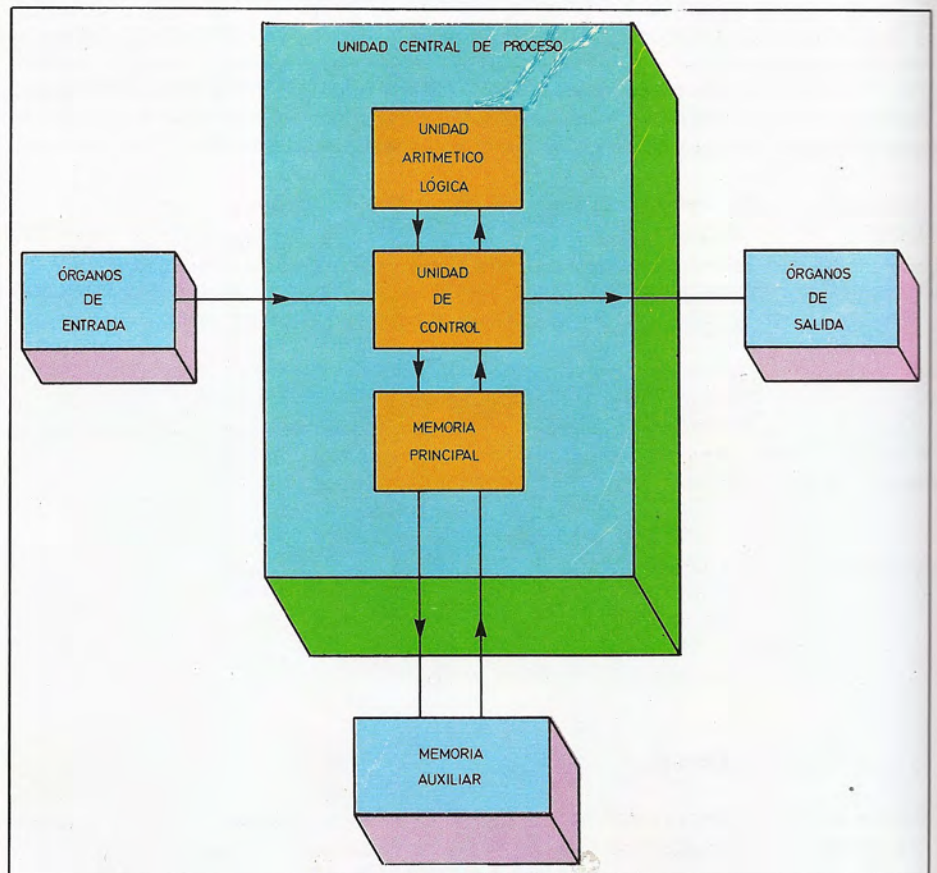 UNIDAD CENTRAL DE PROCESO
UNIDAD
ARITMETICO
LÓGICA
ÓRGANOS
DE
ENTRADA
UNIDAD
DE
CONTROL
ÓRGANOS
DE
SALIDA
MEMORIA
PRINCIPAL
MEMORIA
AUXILIAR